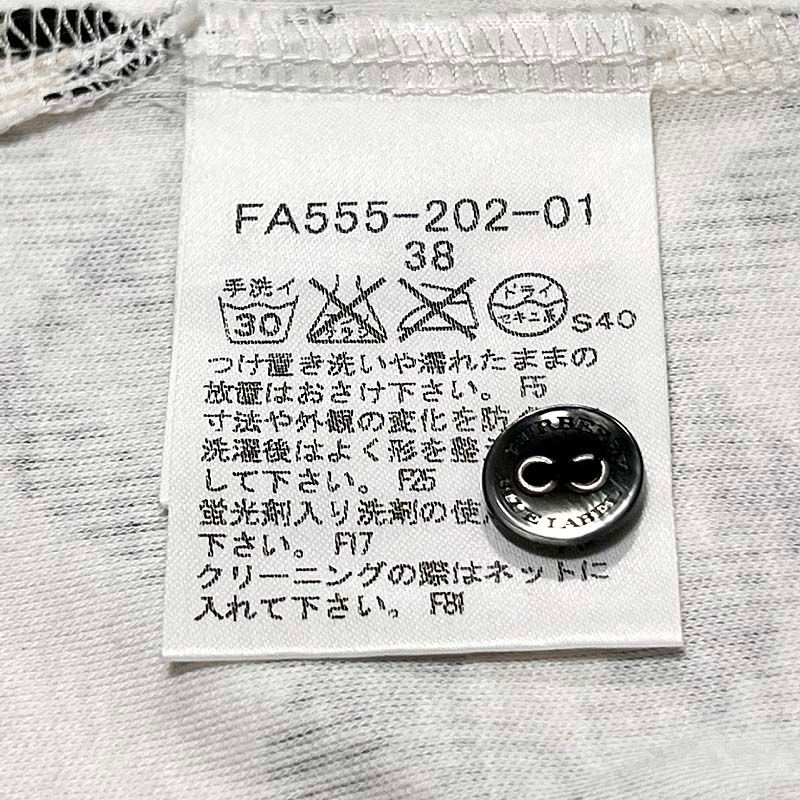 FA555-202-01
38
手洗イ
30
ドライ
セキユ系
S40
つけ置き洗いや濡れたままの
放置はおさけ下さい。 F5
寸法や外観の変化を防
洗濯後はよく形を整
して下さい。 F25
蛍光剤入り洗剤の使
下さい。 F17
クリーニングの際はネットに
入れて下さい。 F81
BURBERRY
BLUE LABEL